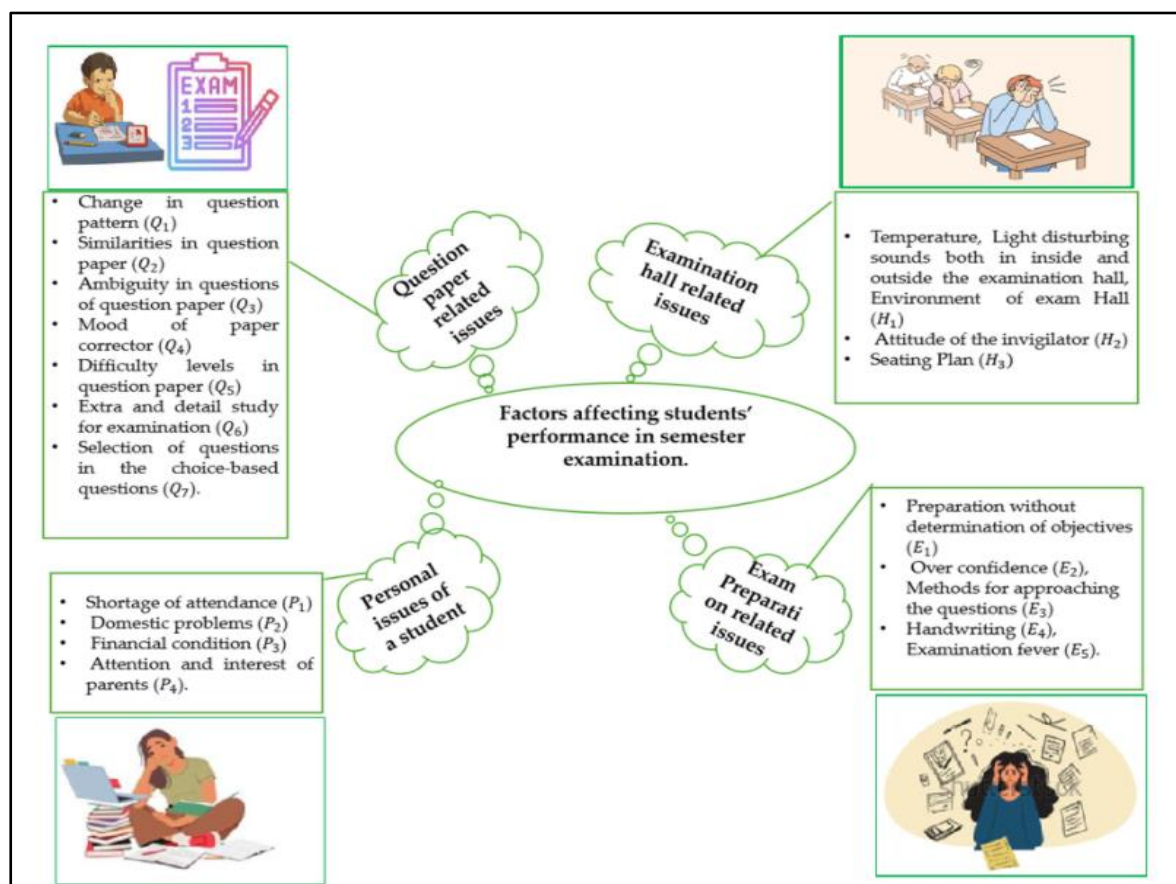 EXAM
1
2
3
• Change in question
pattern (Q₁)
• Similarities in question
paper (Q₂)
• Ambiguity in questions
of question paper (Q₃)
• Mood of paper
corrector (Q₄)
• Difficulty levels in
question paper (Q₅)
• Extra and detail study
for examination (Q₆)
• Selection of questions
in the choice-based
questions (Q₇).
Question
paper
related
issues
Examination
hall related
issues
• Temperature, Light disturbing
sounds both in inside and
outside the examination hall,
Environment of exam Hall
(H₁)
• Attitude of the invigilator (H₂)
• Seating Plan (H₃)
Factors affecting students’
performance in semester
examination.
• Shortage of attendance (P₁)
• Domestic problems (P₂)
• Financial condition (P₃)
• Attention and interest of
parents (P₄).
Personal
issues of
a student
Exam
Preparati
on related
issues
• Preparation without
determination of objectives
(E₁)
• Over confidence (E₂),
Methods for approaching
the questions (E₃)
• Handwriting (E₄),
Examination fever (E₅).
?